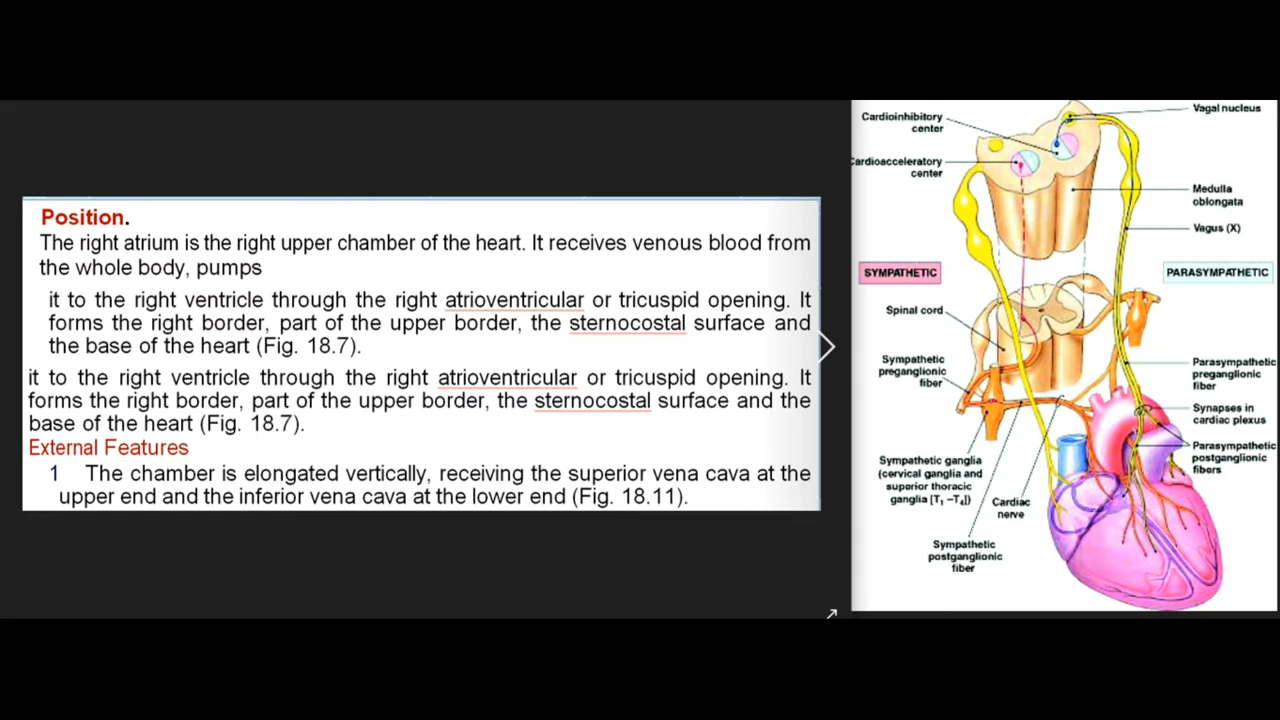 Position.
The right atrium is the right upper chamber of the heart. It receives venous blood from
the whole body, pumps
it to the right ventricle through the right atrioventricular or tricuspid opening. It
forms the right border, part of the upper border, the sternocostal surface and
the base of the heart (Fig. 18.7).
it to the right ventricle through the right atrioventricular or tricuspid opening. It
forms the right border, part of the upper border, the sternocostal surface and the
base of the heart (Fig. 18.7).
External Features
1 The chamber is elongated vertically, receiving the superior vena cava at the
upper end and the inferior vena cava at the lower end (Fig. 18.11).
Vagal nucleus
Cardioinhibitory
center
Cardioacceleratory
center
Medulla
oblongata
Vagus (X)
SYMPATHETIC
PARASYMPATHETIC
Spinal cord
Sympathetic
preganglionic
fiber
Parasympathetic
preganglionic
fiber
Synapses in
cardiac plexus
Parasympathetic
postganglionic
fibers
Sympathetic ganglia
(cervical ganglia and
superior thoracic
ganglia [T₁ –T₄])
Cardiac
nerve
Sympathetic
postganglionic
fiber